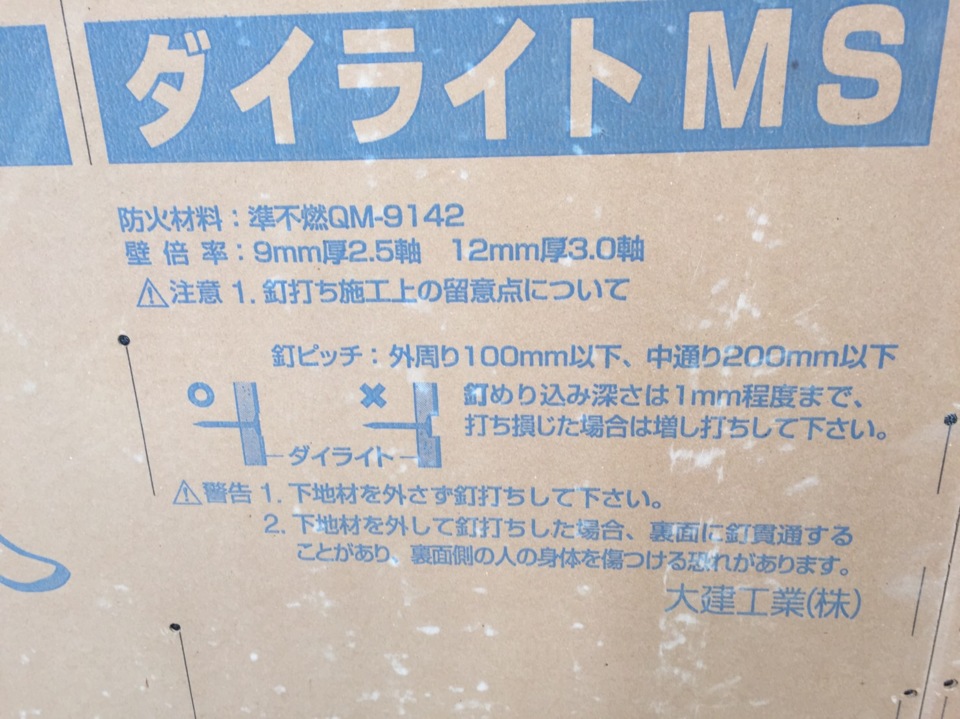 ダイライトMS
防火材料：準不燃QM-9142
壁倍率：9mm厚2.5軸　12mm厚3.0軸
⚠注意 1. 釘打ち施工上の留意点について
釘ピッチ：外周り100mm以下、中通り200mm以下
釘めり込み深さは1mm程度まで、
打ち損じた場合は増し打ちして下さい。
ダイライト
⚠警告 1. 下地材を外さず釘打ちして下さい。
2. 下地材を外して釘打ちした場合、裏面に釘貫通する
ことがあり、裏面側の人の身体を傷つける恐れがあります。
大建工業(株)